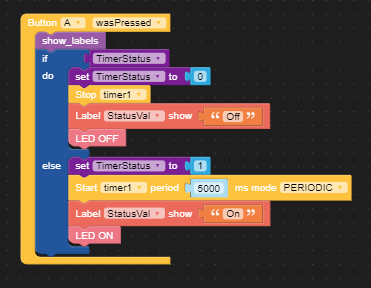 Button A wasPressed
show_labels
if TimerStatus
do set TimerStatus to 0
Stop timer1
Label StatusVal show “ Off ”
LED OFF
else set TimerStatus to 1
Start timer1 period 5000 ms mode PERIODIC
Label StatusVal show “ On ”
LED ON